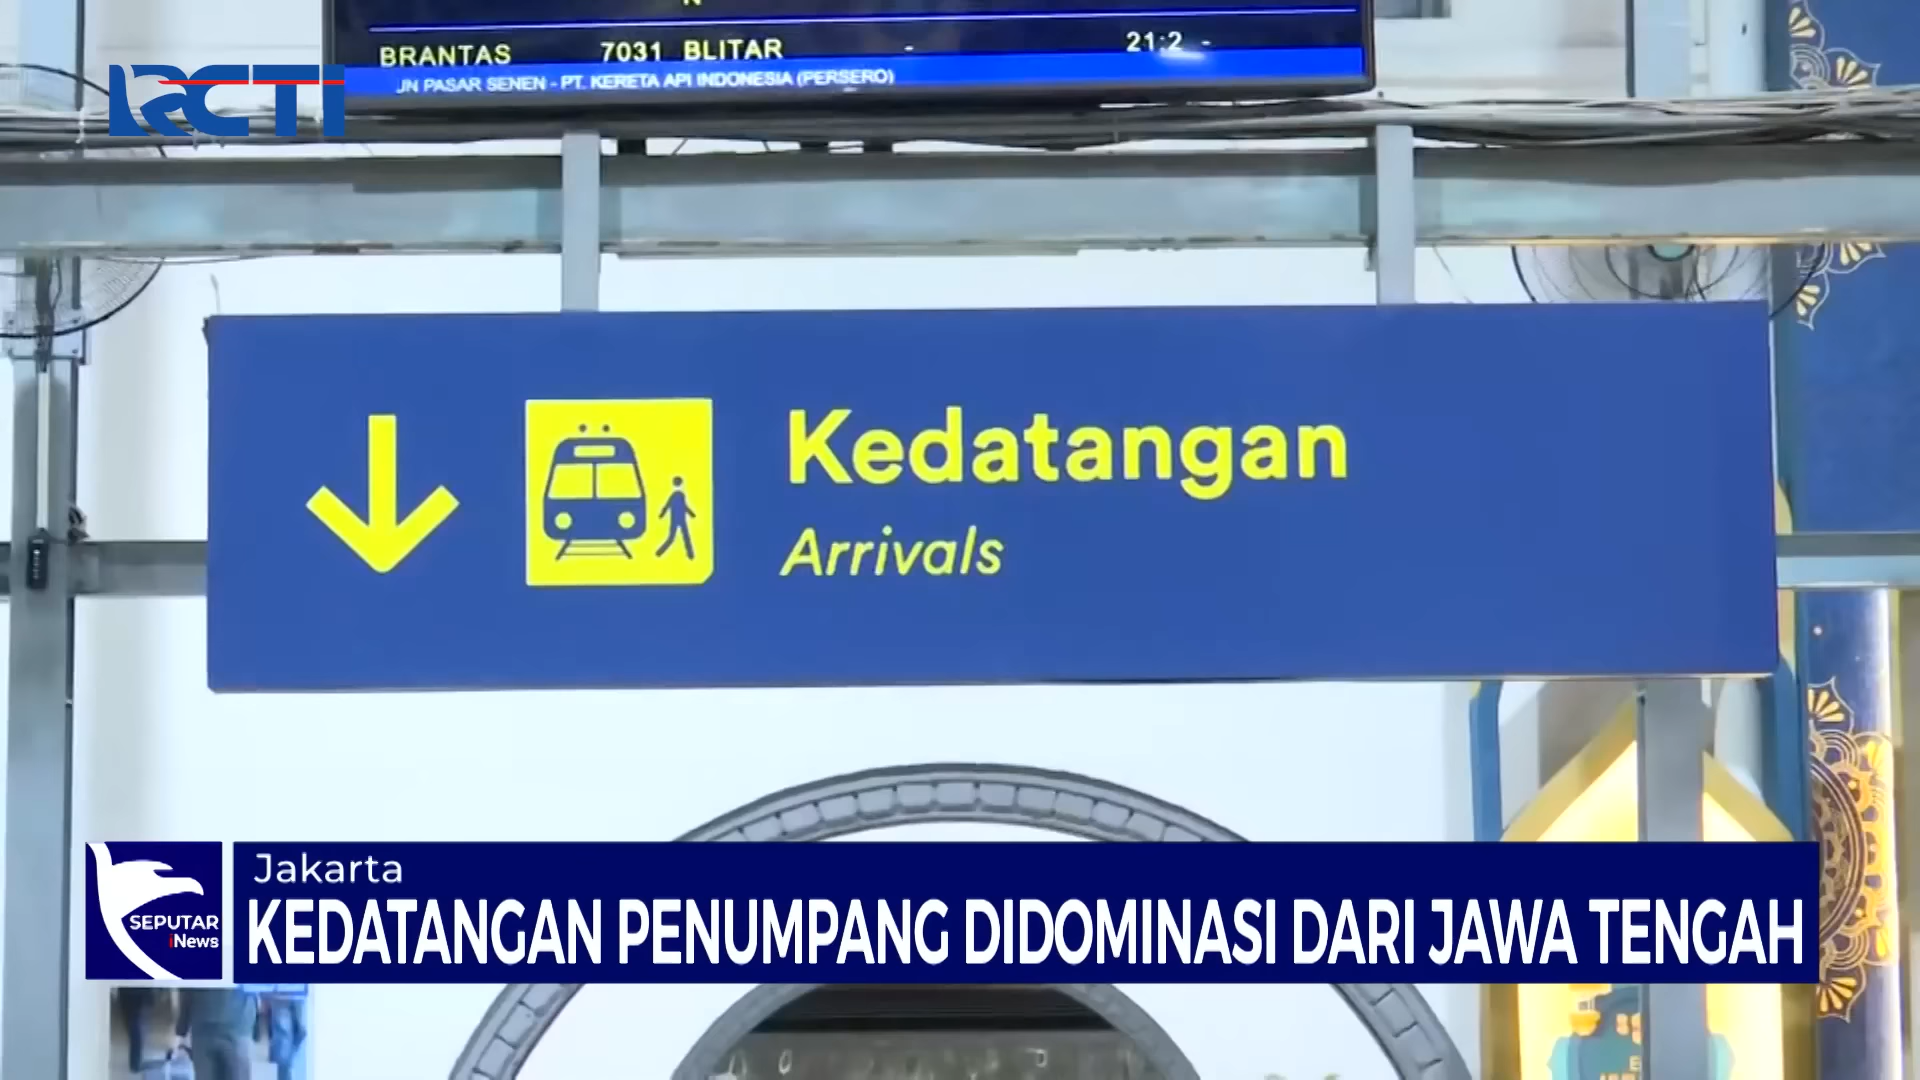 BRANTAS 7031 BLITAR - 21:2 -
UN PASAR SENEN - PT. KERETA API INDONESIA (PERSERO)
RCTI
Kedatangan
Arrivals
Jakarta
SEPUTAR
iNews
KEDATANGAN PENUMPANG DIDOMINASI DARI JAWA TENGAH